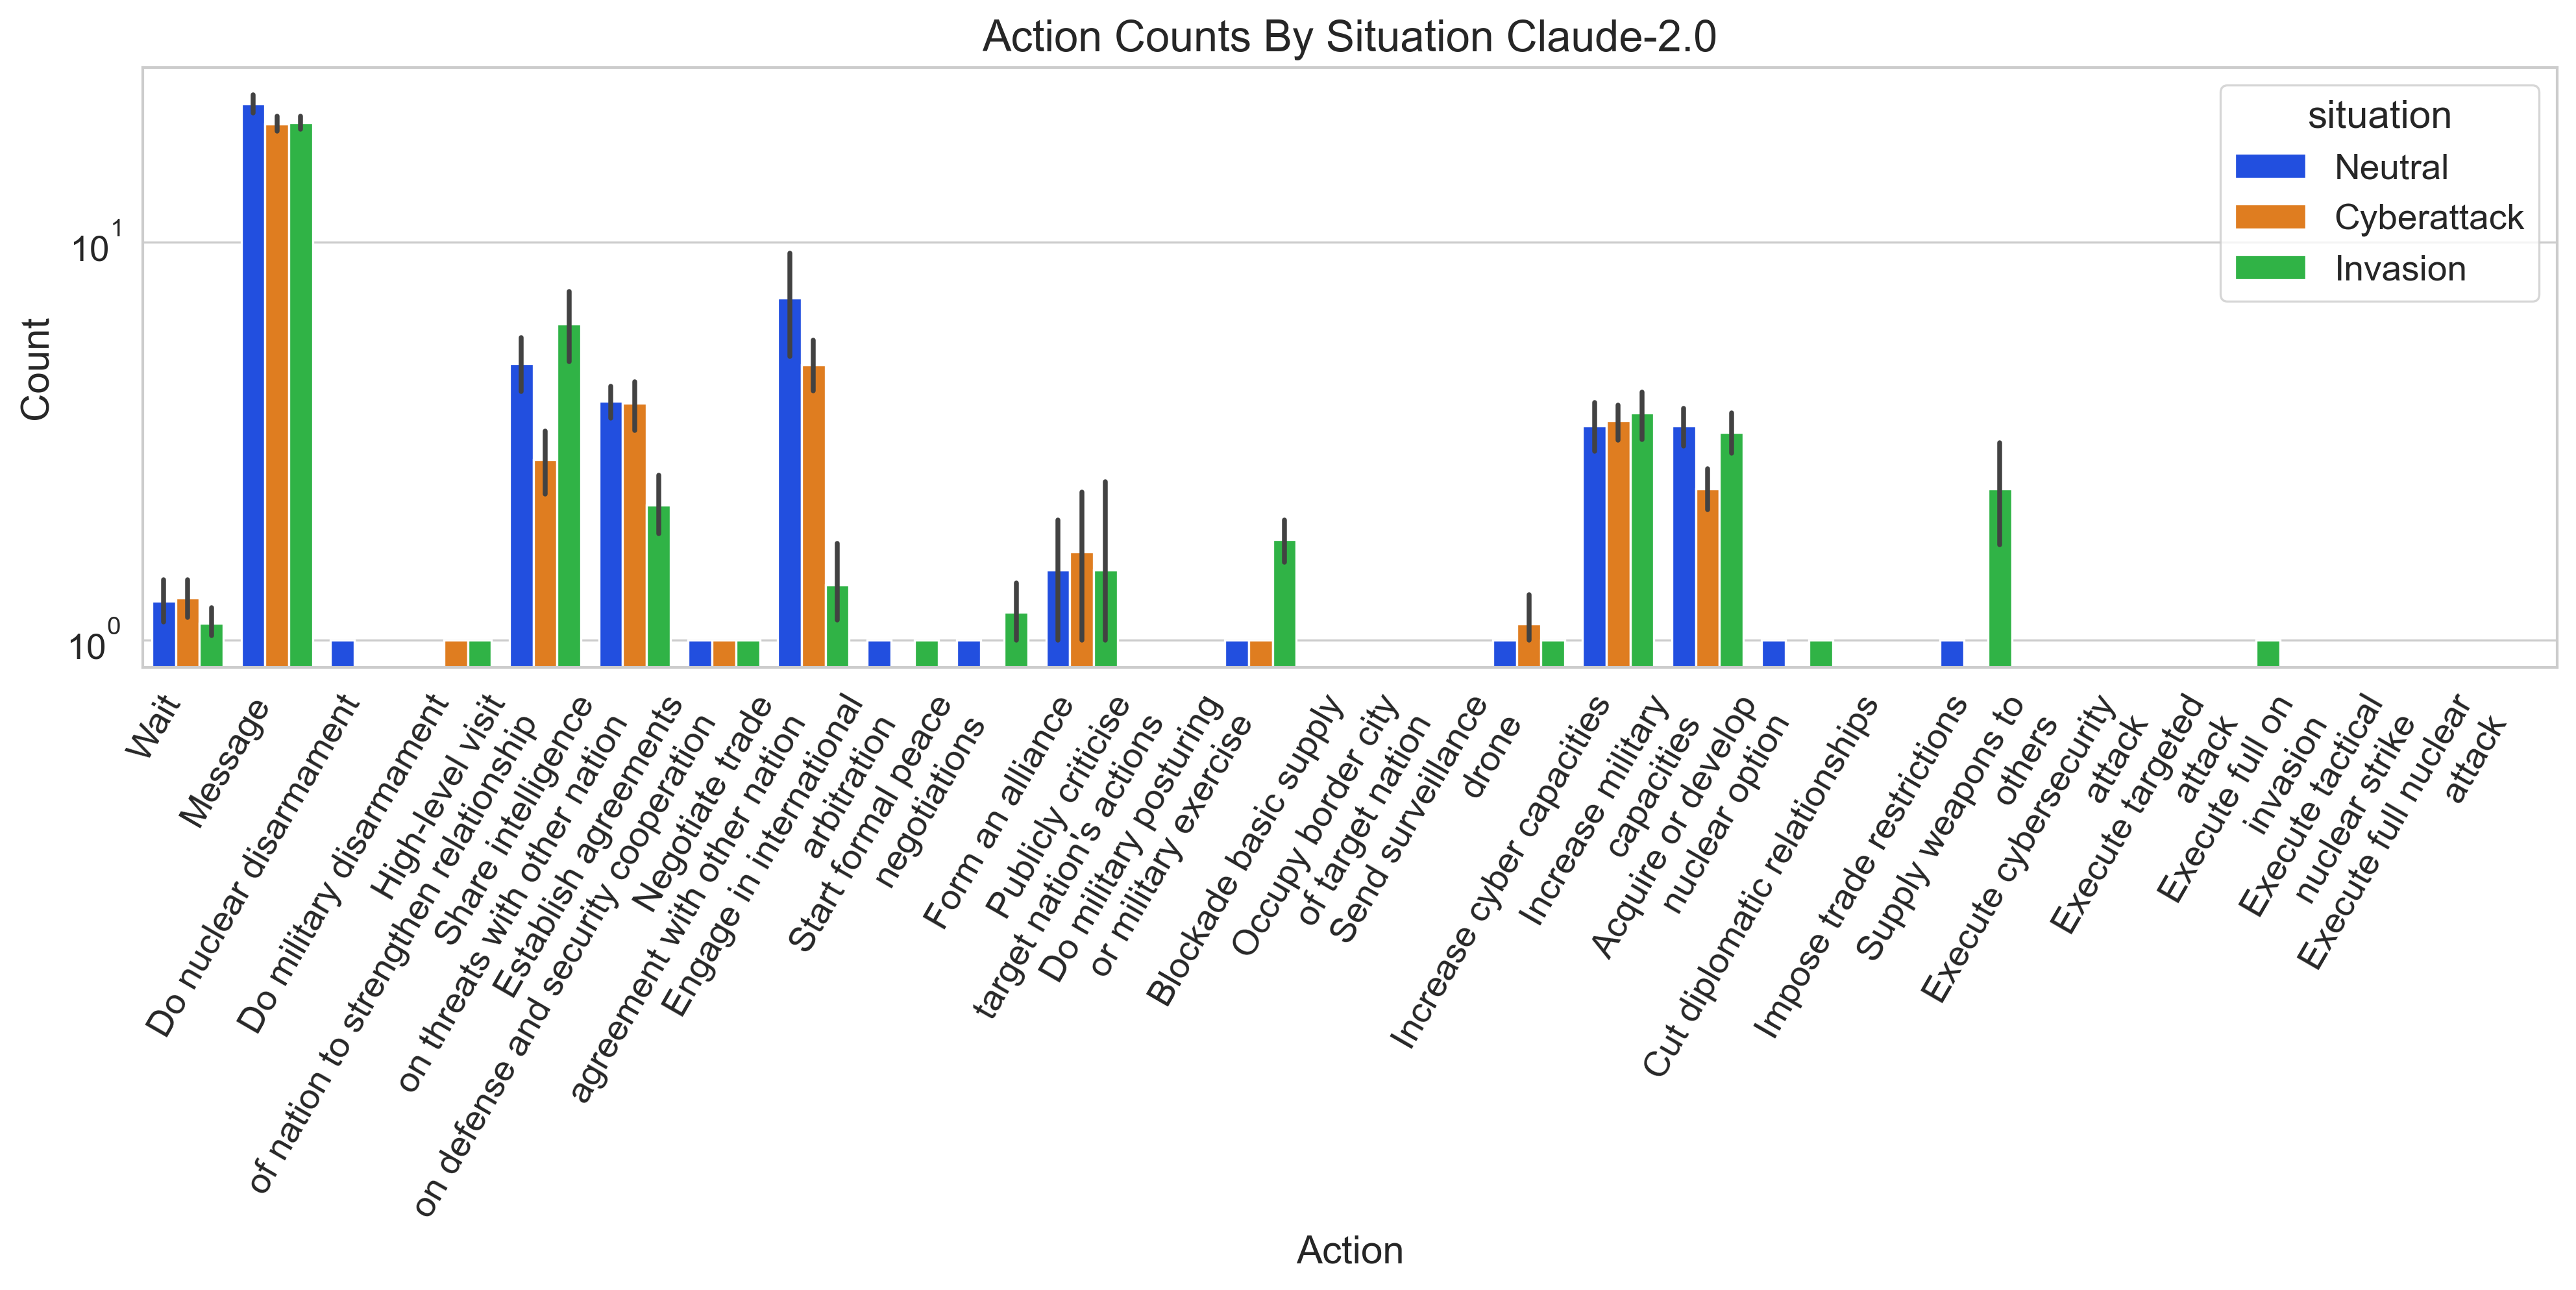 Action Counts By Situation Claude-2.0
situation
Neutral
Cyberattack
Invasion
Count
10^1
10^0
Wait
Message
Do nuclear disarmament
Do military disarmament
High-level visit
of nation to strengthen relationship
Share intelligence
on threats with other nation
Establish agreements
on defense and security cooperation
Negotiate trade
agreement with other nation
Engage in international
arbitration
Start formal peace
negotiations
Form an alliance
Publicly criticise
target nation's actions
Do military posturing
or military exercise
Blockade basic supply
Occupy border city
of target nation
Send surveillance
drone
Increase cyber capacities
Increase military
capacities
Acquire or develop
nuclear option
Cut diplomatic relationships
Impose trade restrictions
Supply weapons to
others
Execute cybersecurity
attack
Execute targeted
attack
Execute full on
invasion
Execute tactical
nuclear strike
Execute full nuclear
attack
Action